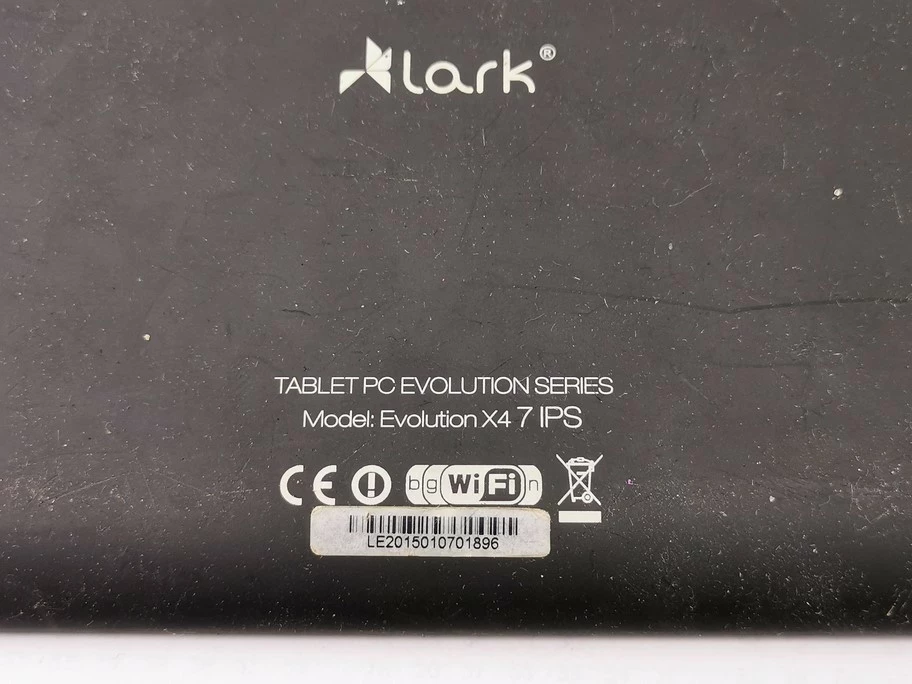 lark®
TABLET PC EVOLUTION SERIES
Model: Evolution X4 7 IPS
CE b g WiFi n
LE2015010701896